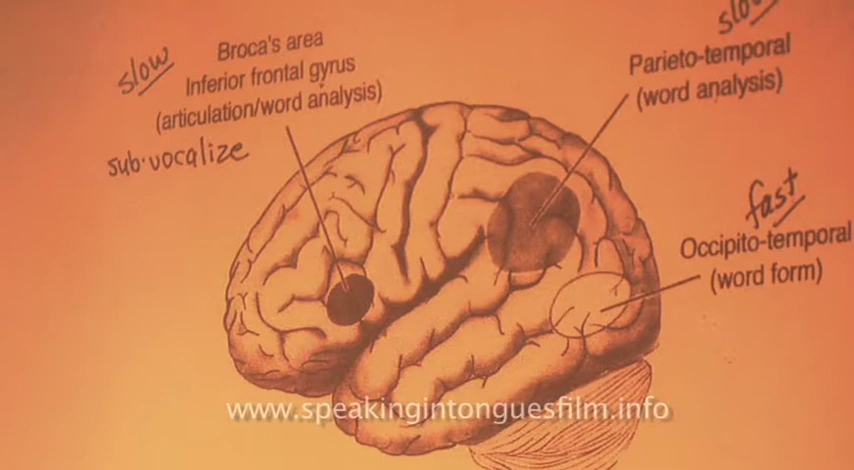 slow
Broca's area
Inferior frontal gyrus
(articulation/word analysis)
sub-vocalize
slow
Parieto-temporal
(word analysis)
fast
Occipito-temporal
(word form)
www.speakingintonguesfilm.info